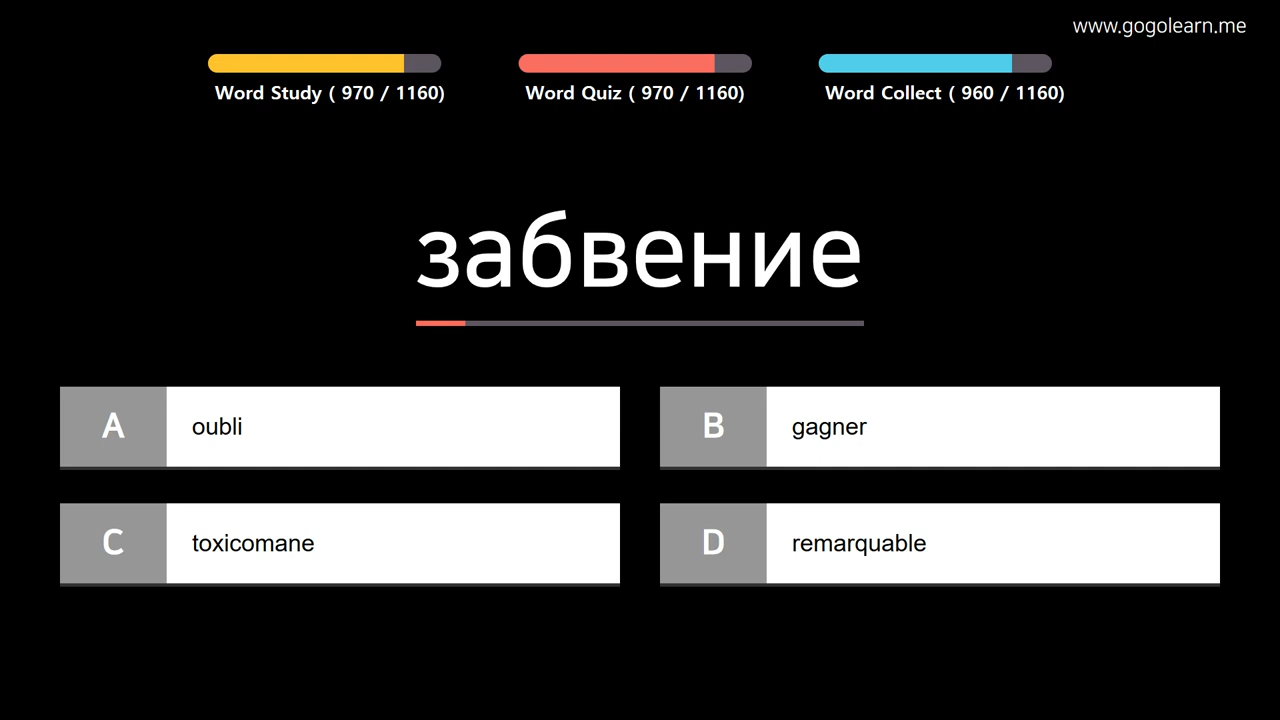 www.gogolearn.me
Word Study ( 970 / 1160)
Word Quiz ( 970 / 1160)
Word Collect ( 960 / 1160)
забвение
A oubli
B gagner
C toxicomane
D remarquable